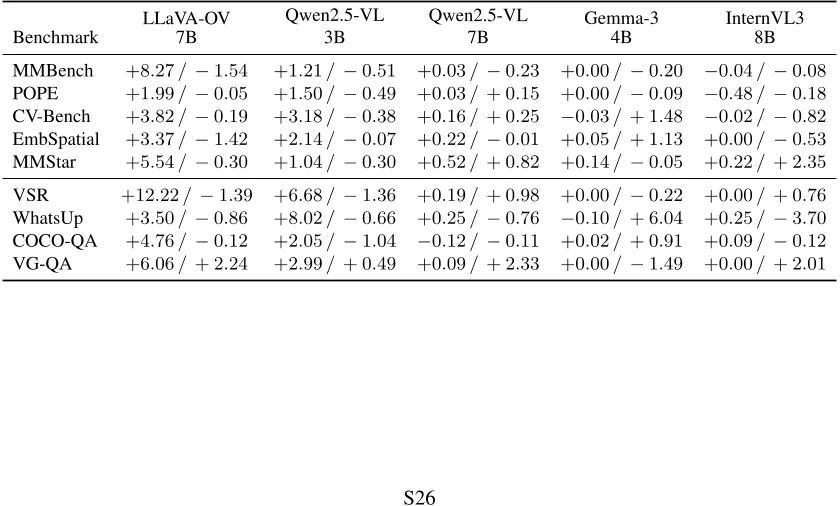 Benchmark LLaVA-OV 7B Qwen2.5-VL 3B Qwen2.5-VL 7B Gemma-3 4B InternVL3 8B
MMBench +8.27 / − 1.54 +1.21 / − 0.51 +0.03 / − 0.23 +0.00 / − 0.20 −0.04 / − 0.08
POPE +1.99 / − 0.05 +1.50 / − 0.49 +0.03 / + 0.15 +0.00 / − 0.09 −0.48 / − 0.18
CV-Bench +3.82 / − 0.19 +3.18 / − 0.38 +0.16 / + 0.25 −0.03 / + 1.48 −0.02 / − 0.82
EmbSpatial +3.37 / − 1.42 +2.14 / − 0.07 +0.22 / − 0.01 +0.05 / + 1.13 +0.00 / − 0.53
MMStar +5.54 / − 0.30 +1.04 / − 0.30 +0.52 / + 0.82 +0.14 / − 0.05 +0.22 / + 2.35
VSR +12.22 / − 1.39 +6.68 / − 1.36 +0.19 / + 0.98 +0.00 / − 0.22 +0.00 / + 0.76
WhatsUp +3.50 / − 0.86 +8.02 / − 0.66 +0.25 / − 0.76 −0.10 / + 6.04 +0.25 / − 3.70
COCO-QA +4.76 / − 0.12 +2.05 / − 1.04 −0.12 / − 0.11 +0.02 / + 0.91 +0.09 / − 0.12
VG-QA +6.06 / + 2.24 +2.99 / + 0.49 +0.09 / + 2.33 +0.00 / − 1.49 +0.00 / + 2.01
S26